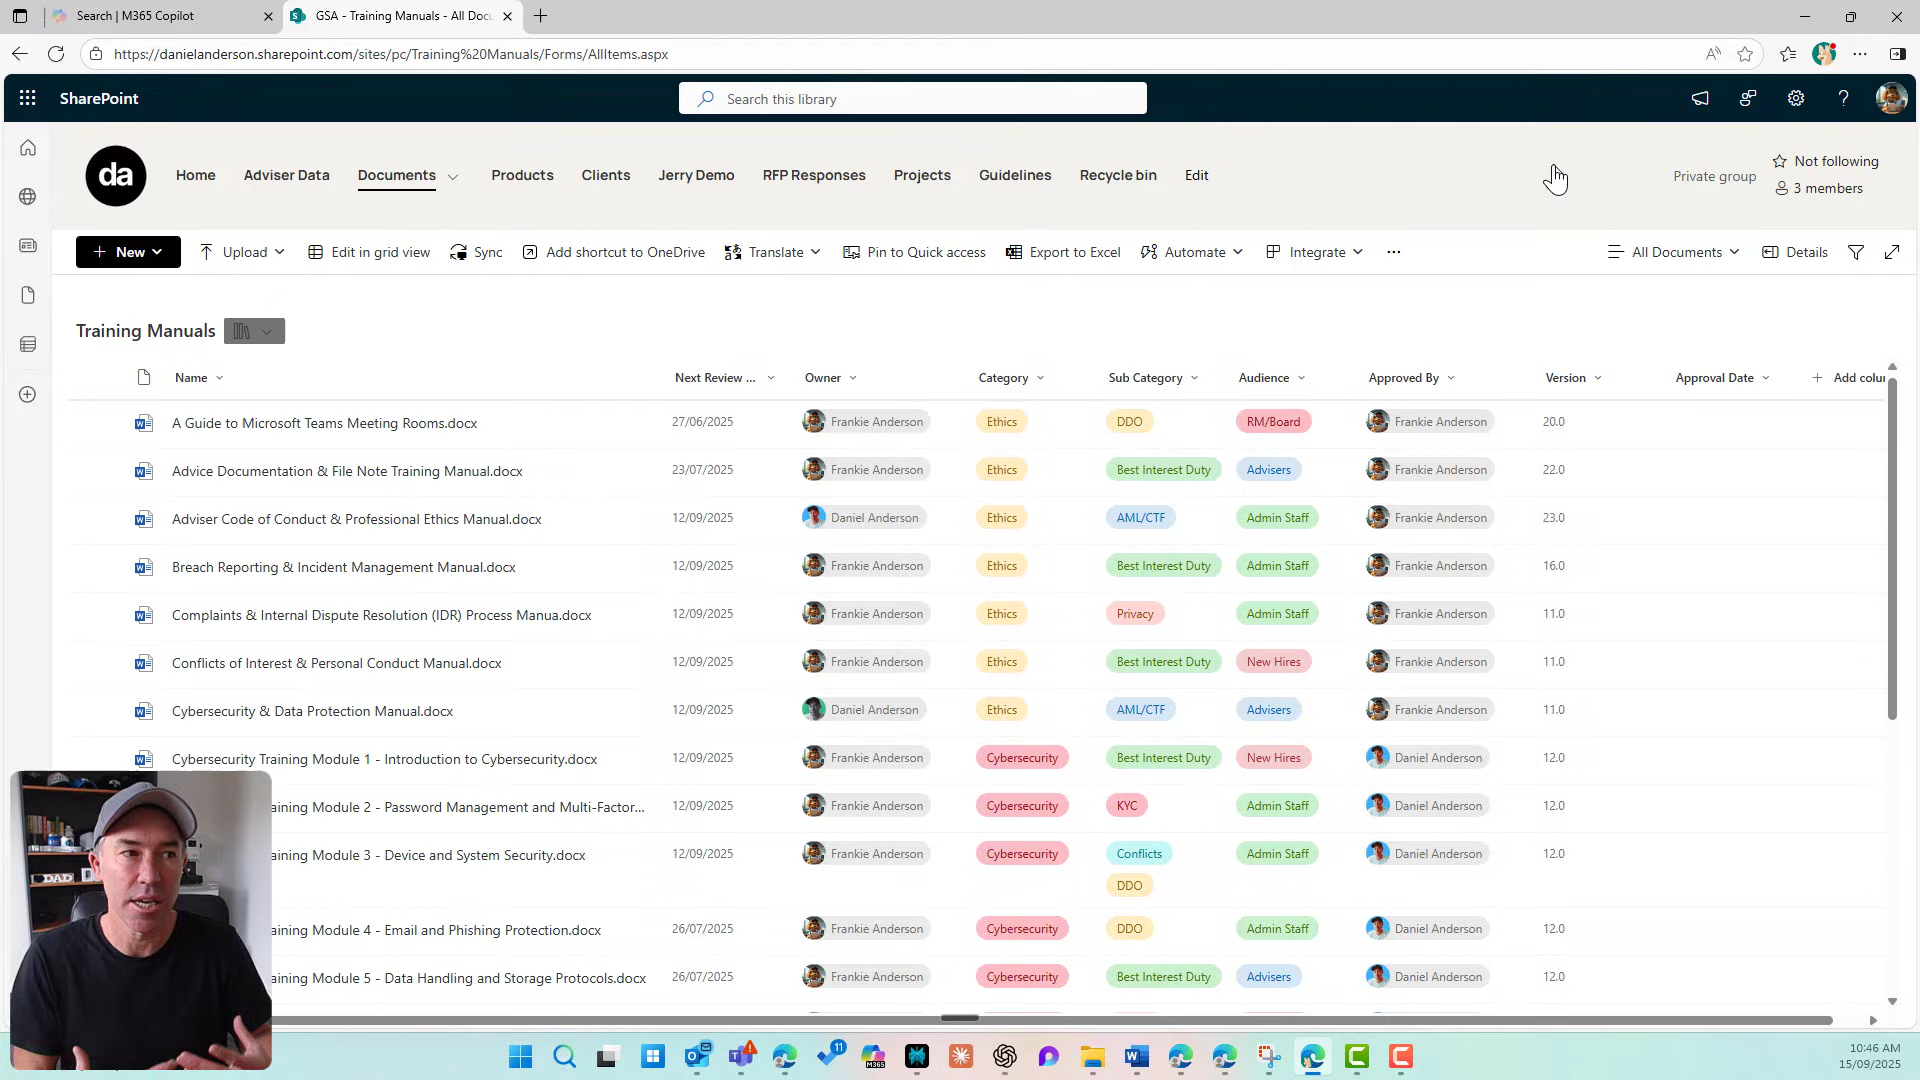 Search | M365 Copilot
GSA - Training Manuals - All Docu
https://danielanderson.sharepoint.com/sites/pc/Training%20Manuals/Forms/AllItems.aspx
SharePoint
Search this library
da
Home
Adviser Data
Documents
Products
Clients
Jerry Demo
RFP Responses
Projects
Guidelines
Recycle bin
Edit
Private group
Not following
3 members
New
Upload
Edit in grid view
Sync
Add shortcut to OneDrive
Translate
Pin to Quick access
Export to Excel
Automate
Integrate
All Documents
Details
Training Manuals
Name Next Review ... Owner Category Sub Category Audience Approved By Version Approval Date Add colu
A Guide to Microsoft Teams Meeting Rooms.docx 27/06/2025 Frankie Anderson Ethics DDO RM/Board Frankie Anderson 20.0
Advice Documentation & File Note Training Manual.docx 23/07/2025 Frankie Anderson Ethics Best Interest Duty Advisers Frankie Anderson 22.0
Adviser Code of Conduct & Professional Ethics Manual.docx 12/09/2025 Daniel Anderson Ethics AML/CTF Admin Staff Frankie Anderson 23.0
Breach Reporting & Incident Management Manual.docx 12/09/2025 Frankie Anderson Ethics Best Interest Duty Admin Staff Frankie Anderson 16.0
Complaints & Internal Dispute Resolution (IDR) Process Manua.docx 12/09/2025 Frankie Anderson Ethics Privacy Admin Staff Frankie Anderson 11.0
Conflicts of Interest & Personal Conduct Manual.docx 12/09/2025 Frankie Anderson Ethics Best Interest Duty New Hires Frankie Anderson 11.0
Cybersecurity & Data Protection Manual.docx 12/09/2025 Daniel Anderson Ethics AML/CTF Advisers Frankie Anderson 11.0
Cybersecurity Training Module 1 - Introduction to Cybersecurity.docx 12/09/2025 Frankie Anderson Cybersecurity Best Interest Duty New Hires Daniel Anderson 12.0
aining Module 2 - Password Management and Multi-Factor... 12/09/2025 Frankie Anderson Cybersecurity KYC Admin Staff Daniel Anderson 12.0
aining Module 3 - Device and System Security.docx 12/09/2025 Frankie Anderson Cybersecurity Conflicts Admin Staff Daniel Anderson 12.0
DDO
aining Module 4 - Email and Phishing Protection.docx 26/07/2025 Frankie Anderson Cybersecurity DDO Admin Staff Daniel Anderson 12.0
aining Module 5 - Data Handling and Storage Protocols.docx 26/07/2025 Frankie Anderson Cybersecurity Best Interest Duty Advisers Daniel Anderson 12.0
DAD
11
M365
10:46 AM
15/09/2025